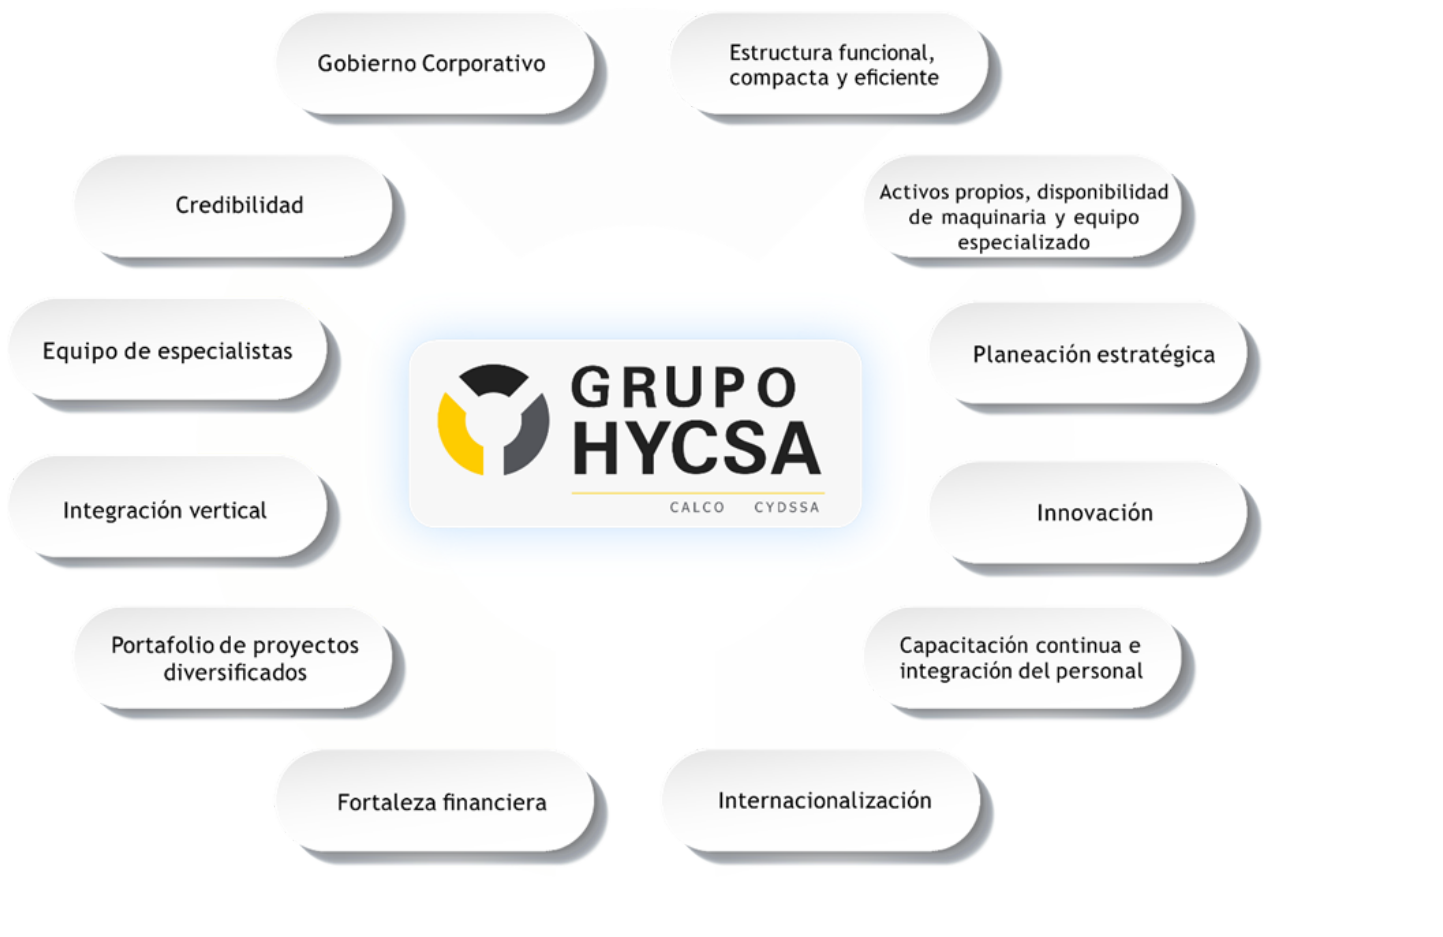 Gobierno Corporativo
Estructura funcional,
compacta y eficiente
Credibilidad
Activos propios, disponibilidad
de maquinaria y equipo
especializado
Equipo de especialistas
Planeación estratégica
GRUPO
HYCSA
CALCO CYDSSA
Integración vertical
Innovación
Portafolio de proyectos
diversificados
Capacitación continua e
integración del personal
Fortaleza financiera
Internacionalización